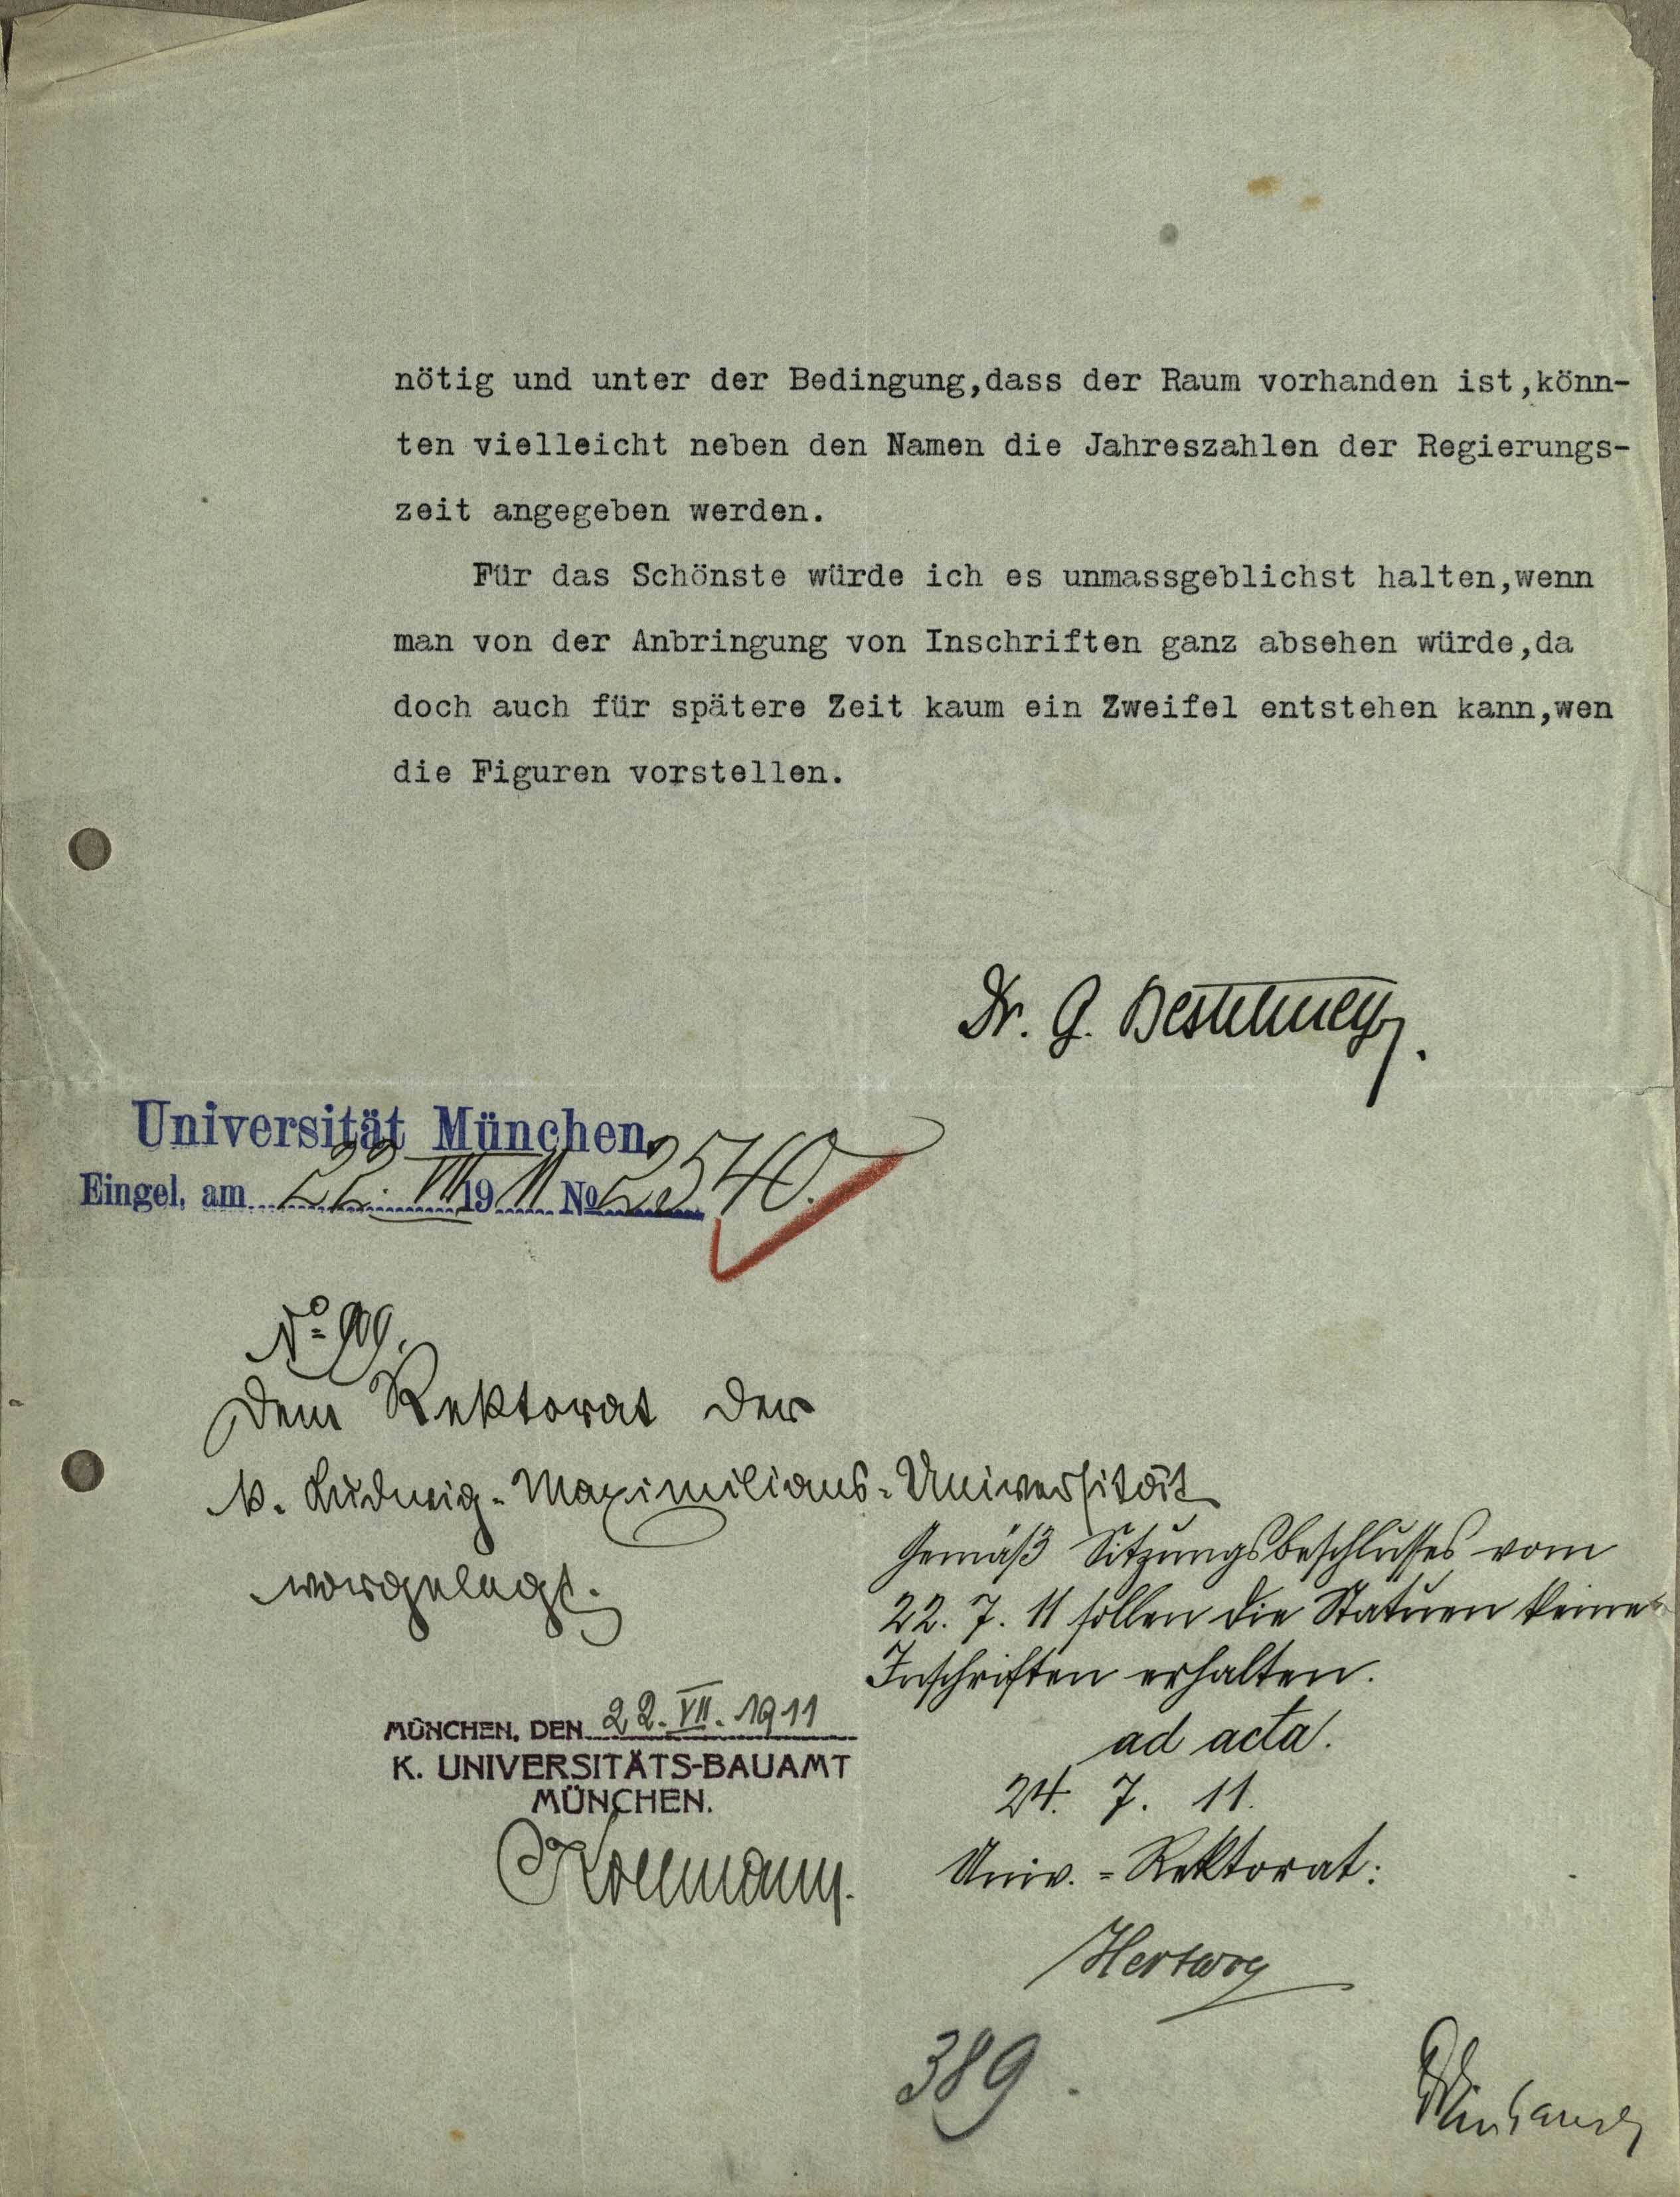 nötig und unter der Bedingung,dass der Raum vorhanden ist,könn-
ten vielleicht neben den Namen die Jahreszahlen der Regierungs-
zeit angegeben werden.
Für das Schönste würde ich es unmassgeblichst halten,wenn
man von der Anbringung von Inschriften ganz absehen würde,da
doch auch für spätere Zeit kaum ein Zweifel entstehen kann,wen
die Figuren vorstellen.
Dr. G. Bestelmeyer.
Universität München.
Eingel. am 22. VII 1911 No 2540.
No
Dem Rektorat der
K. Ludwig-Maximilians-Universität
vorgelegt.
MÜNCHEN, DEN 22. VII. 1911
K. UNIVERSITÄTS-BAUAMT
MÜNCHEN.
Kollmann.
Gemäß Sitzungsbeschlusses vom
22. 7. 11 sollen die Statuen keine
Inschriften erhalten.
ad acta.
24. 7. 11.
Univ.=Rektorat:
Hertwig
389.